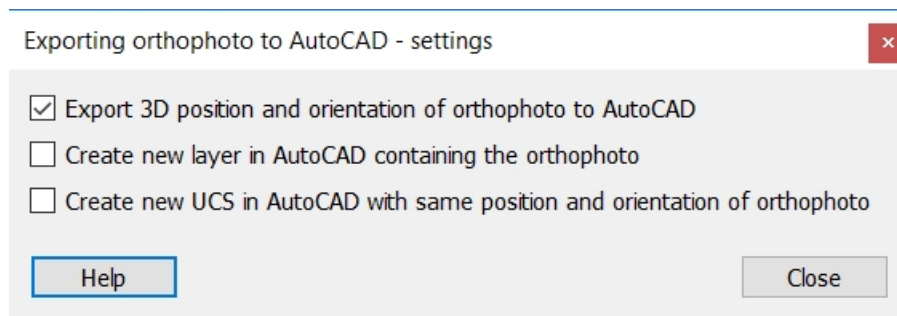 Exporting orthophoto to AutoCAD - settings
Export 3D position and orientation of orthophoto to AutoCAD
Create new layer in AutoCAD containing the orthophoto
Create new UCS in AutoCAD with same position and orientation of orthophoto
Help Close